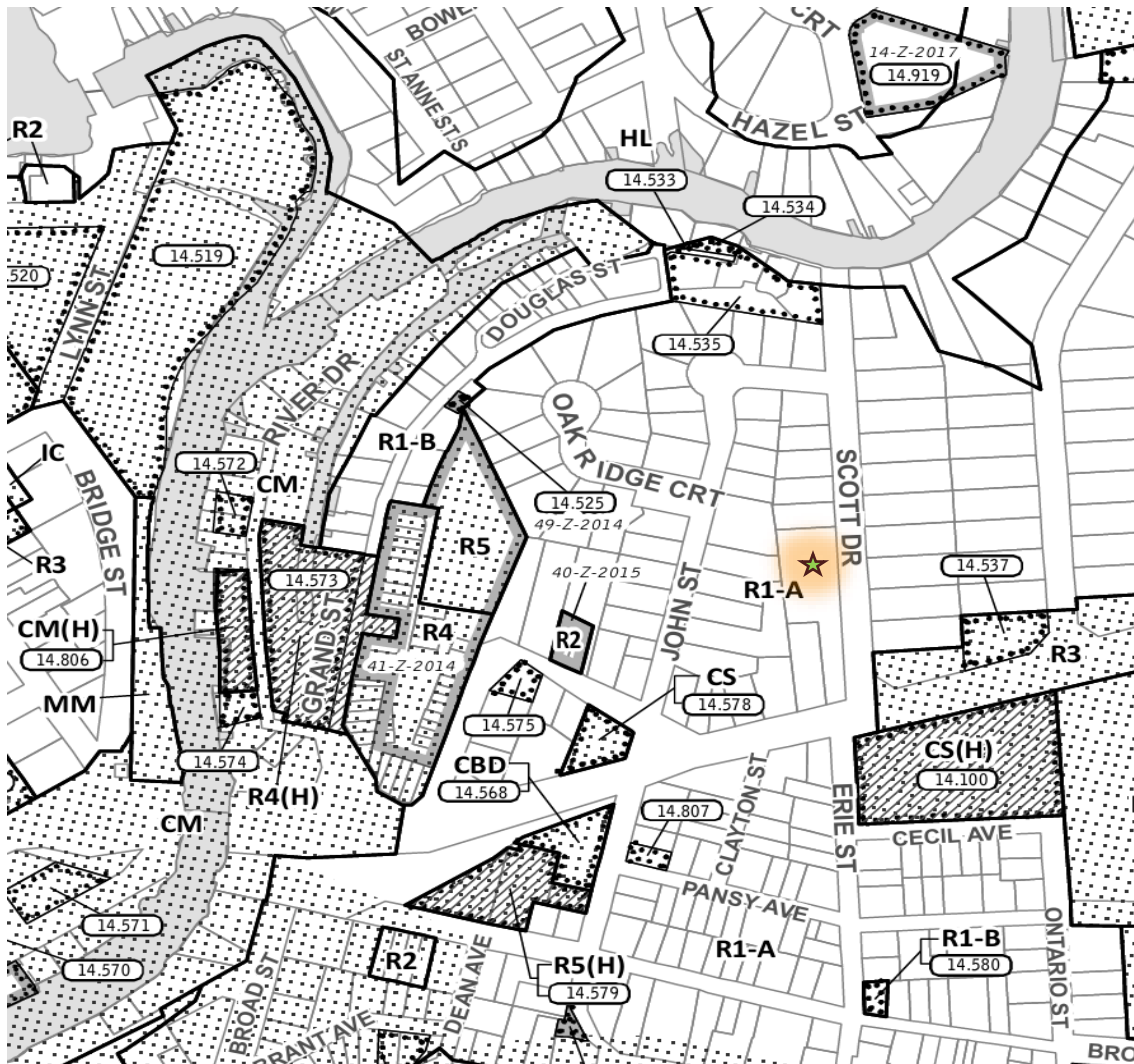 BOWE
CRT
14-Z-2017
14.919
ST ANNE ST S
HAZEL ST
R2
HL
14.533
14.534
14.519
.520
LYNN ST
DOUGLAS ST
14.535
RIVER DR
OAK RIDGE CRT
R1-B
IC
BRIDGE ST
14.572
CM
SCOTT DR
14.525
49-Z-2014
R5
R3
14.573
40-Z-2015
14.537
R1-A
JOHN ST
CM(H)
14.806
GRAND ST
R4
R2
R3
41-Z-2014
MM
CS
14.578
14.575
CS(H)
14.100
14.574
CBD
14.568
R4(H)
CLAYTON ST
ERIE ST
14.807
CM
CECIL AVE
PANSY AVE
14.571
R1-A
R1-B
14.580
ONTARIO ST
14.570
R2
R5(H)
14.579
BROAD ST
DEAN AVE
RRANT AVE
BRO